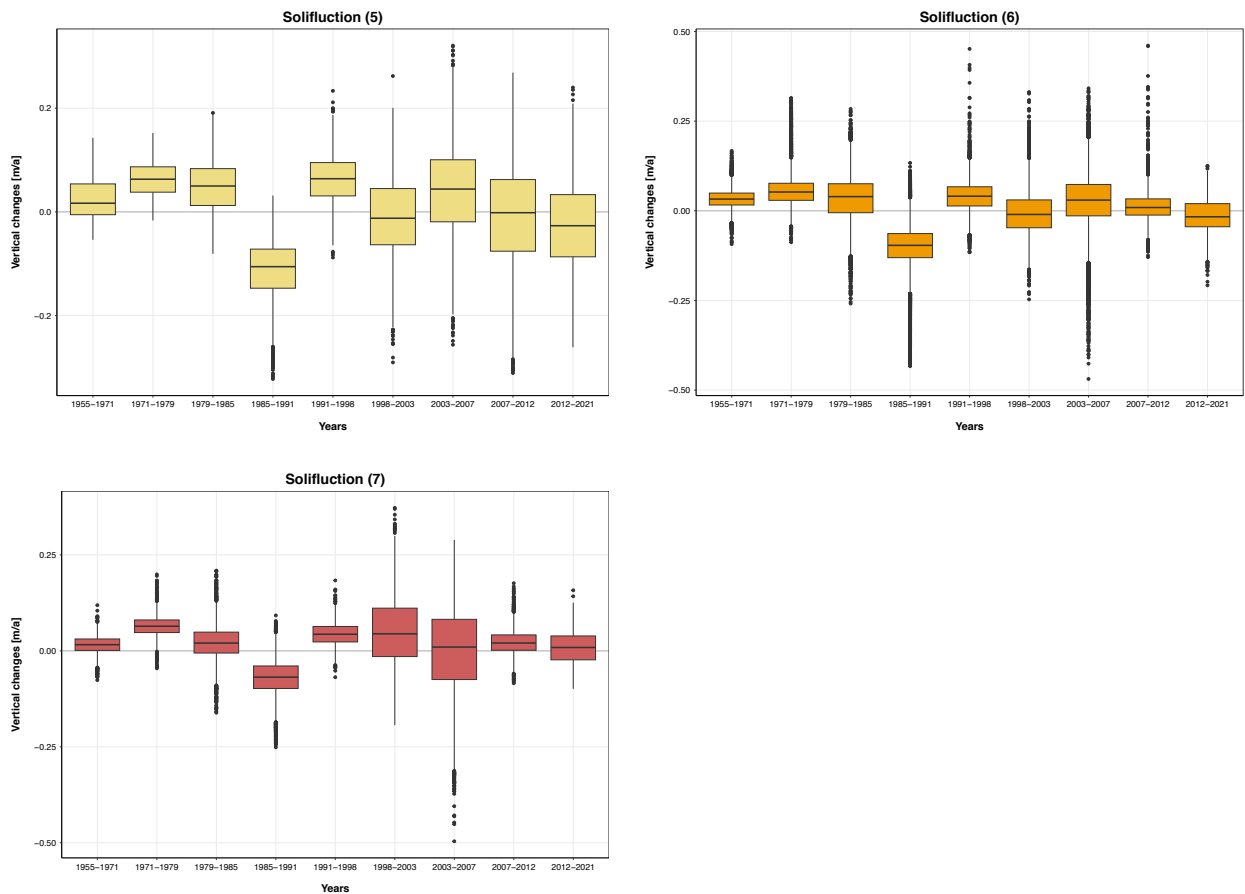 Solifluction (5)
Vertical changes [m/a]
0.2
0.0
−0.2
1955−1971 1971−1979 1979−1985 1985−1991 1991−1998 1998−2003 2003−2007 2007−2012 2012−2021
Years
Solifluction (6)
Vertical changes [m/a]
0.50
0.25
0.00
−0.25
−0.50
1955−1971 1971−1979 1979−1985 1985−1991 1991−1998 1998−2003 2003−2007 2007−2012 2012−2021
Years
Solifluction (7)
Vertical changes [m/a]
0.25
0.00
−0.25
−0.50
1955−1971 1971−1979 1979−1985 1985−1991 1991−1998 1998−2003 2003−2007 2007−2012 2012−2021
Years